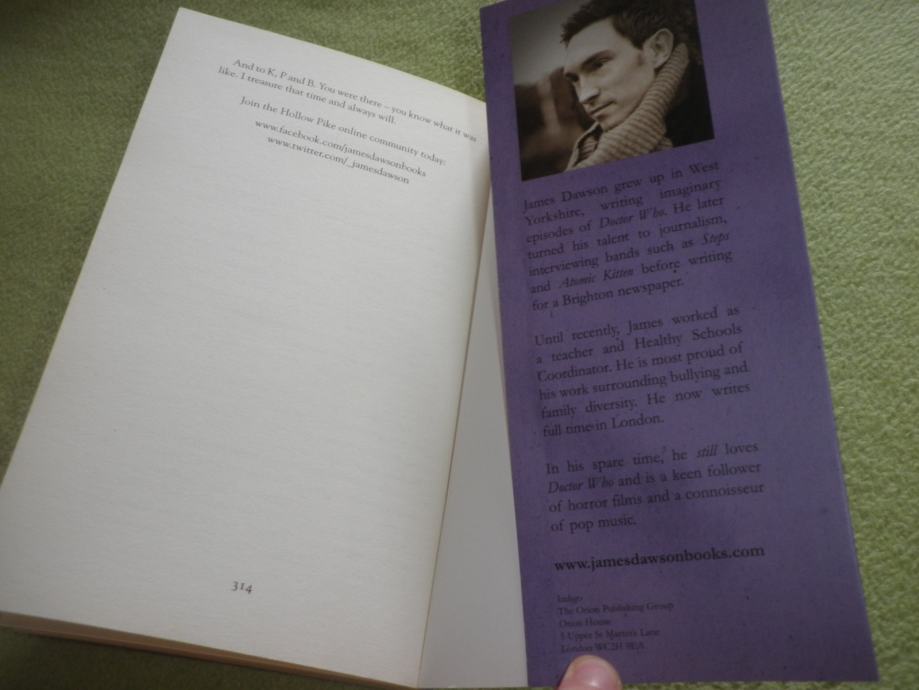 And to K, P and B. You were there – you know what it was
like. I treasure that time and always will.
Join the Hollow Pike online community today:
www.facebook.com/jamesdawsonbooks
www.twitter.com/_jamesdawson
314
James Dawson grew up in West
Yorkshire, writing imaginary
episodes of Doctor Who. He later
turned his talent to journalism,
interviewing bands such as Steps
and Atomic Kitten before writing
for a Brighton newspaper.
Until recently, James worked as
a teacher and Healthy Schools
Coordinator. He is most proud of
his work surrounding bullying and
family diversity. He now writes
full time in London.
In his spare time, he still loves
Doctor Who and is a keen follower
of horror films and a connoisseur
of pop music.
www.jamesdawsonbooks.com
Indigo
The Orion Publishing Group
Orion House
5 Upper St Martin's Lane
London WC2H 9EA